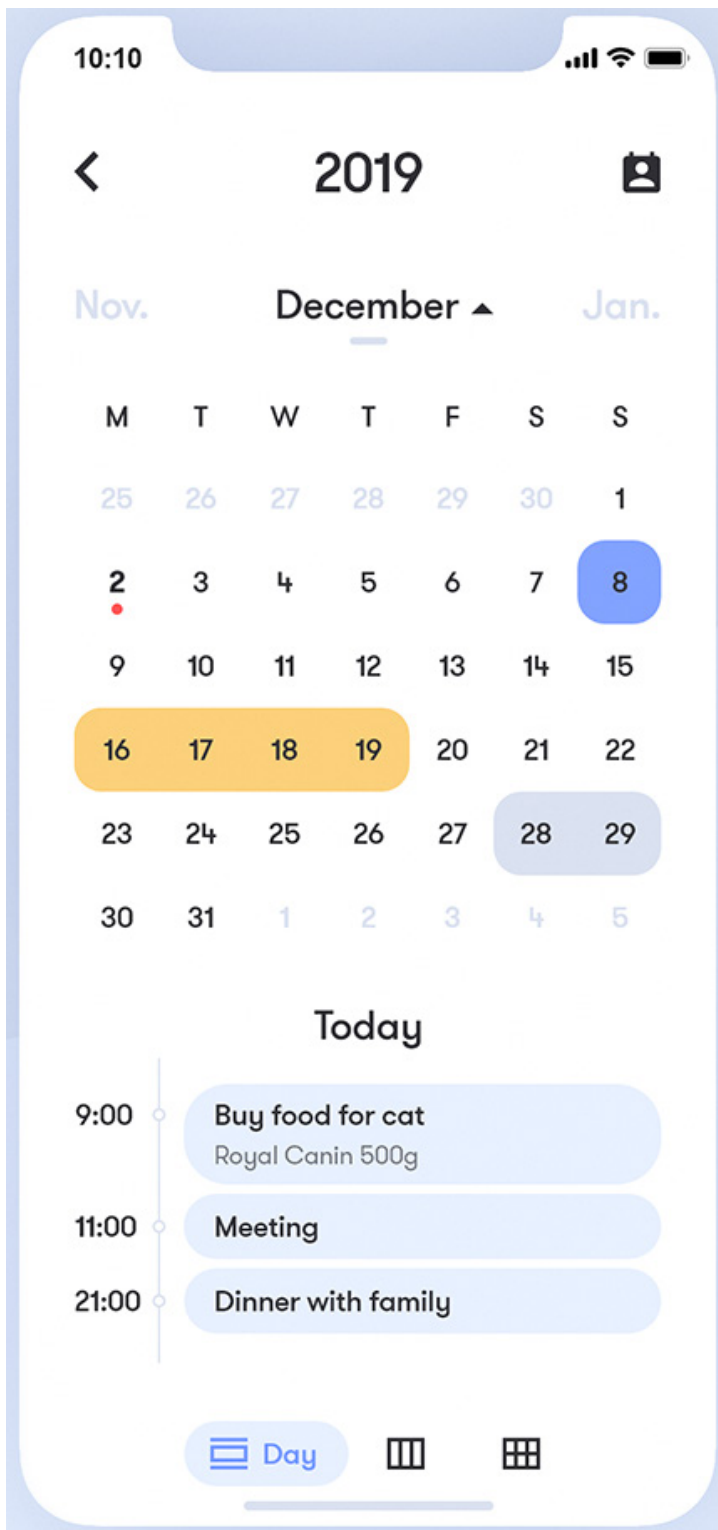 10:10
2019
Nov. December Jan.
M T W T F S S
25 26 27 28 29 30 1
2 3 4 5 6 7 8
9 10 11 12 13 14 15
16 17 18 19 20 21 22
23 24 25 26 27 28 29
30 31 1 2 3 4 5
Today
9:00 Buy food for cat
Royal Canin 500g
11:00 Meeting
21:00 Dinner with family
Day